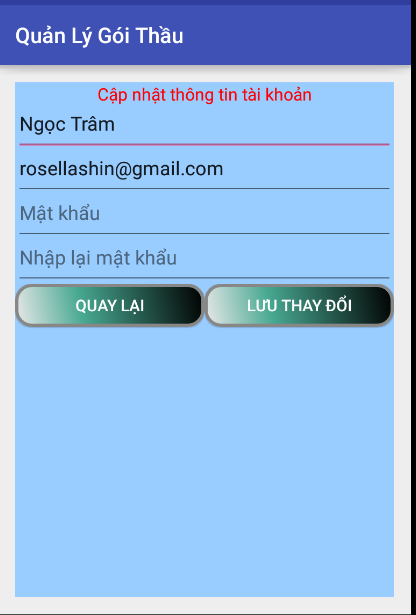 Quản Lý Gói Thầu
Cập nhật thông tin tài khoản
Ngọc Trâm
rosellashin@gmail.com
Mật khẩu
Nhập lại mật khẩu
QUAY LẠI
LƯU THAY ĐỔI